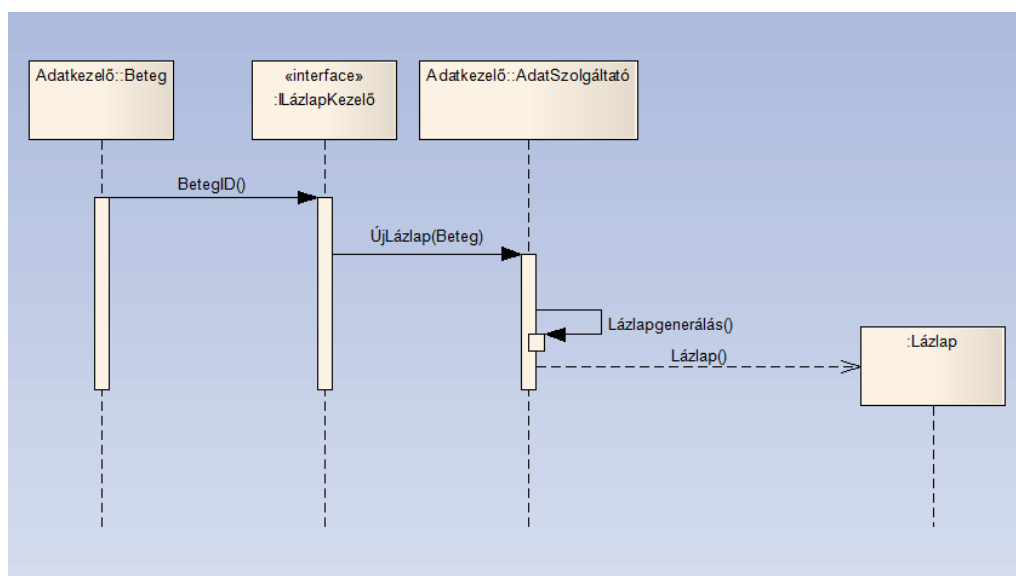 Adatkezelő::Beteg
«interface»
:ILázlapKezelő
Adatkezelő::AdatSzolgáltató
BetegID()
ÚjLázlap(Beteg)
Lázlapgenerálás()
Lázlap()
:Lázlap